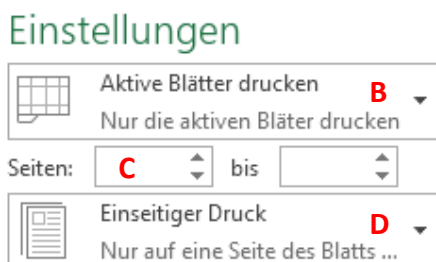 Einstellungen
Aktive Blätter drucken B
Nur die aktiven Bläter drucken
Seiten: C bis
Einseitiger Druck D
Nur auf eine Seite des Blatts ...